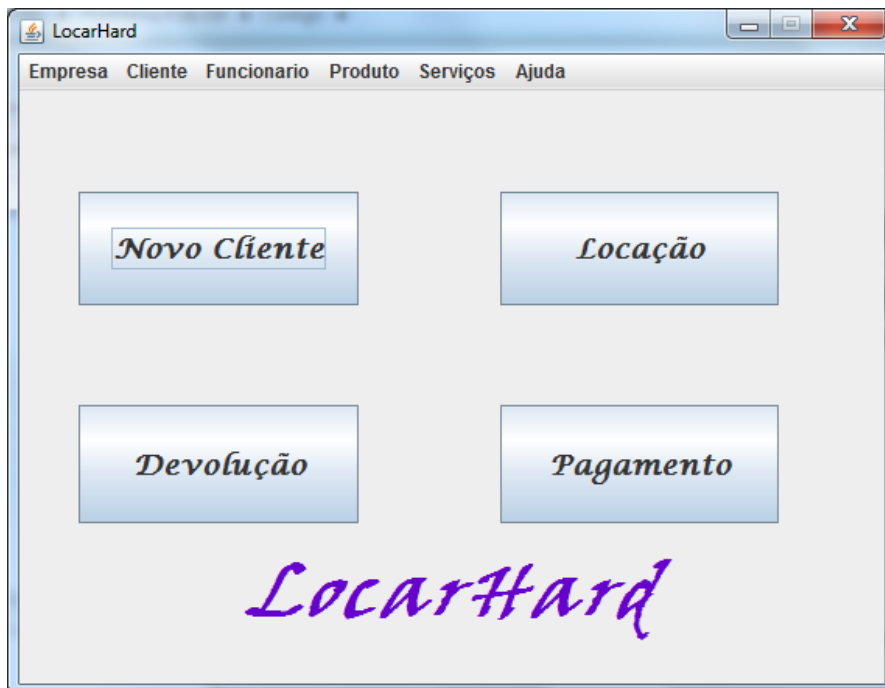 LocarHard
Empresa Cliente Funcionario Produto Serviços Ajuda
Novo Cliente Locação
Devolução Pagamento
LocarHard